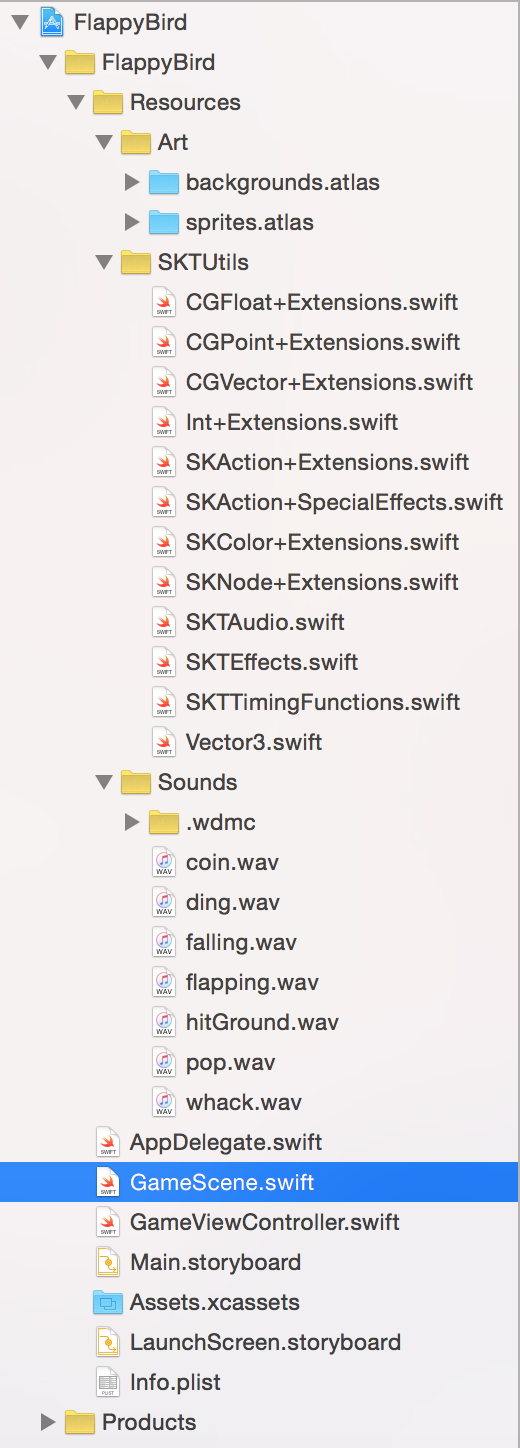 FlappyBird
FlappyBird
Resources
Art
backgrounds.atlas
sprites.atlas
SKTUtils
CGFloat+Extensions.swift
CGPoint+Extensions.swift
CGVector+Extensions.swift
Int+Extensions.swift
SKAction+Extensions.swift
SKAction+SpecialEffects.swift
SKColor+Extensions.swift
SKNode+Extensions.swift
SKTAudio.swift
SKTEffects.swift
SKTTimingFunctions.swift
Vector3.swift
Sounds
.wdmc
coin.wav
ding.wav
falling.wav
flapping.wav
hitGround.wav
pop.wav
whack.wav
AppDelegate.swift
GameScene.swift
GameViewController.swift
Main.storyboard
Assets.xcassets
LaunchScreen.storyboard
Info.plist
Products